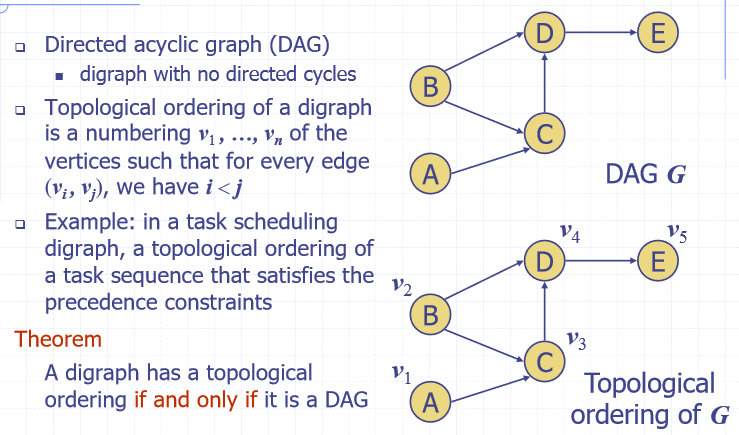 Directed acyclic graph (DAG)
digraph with no directed cycles
Topological ordering of a digraph
is a numbering v1, …, vn of the
vertices such that for every edge
(vi, vj), we have i < j
Example: in a task scheduling
digraph, a topological ordering of
a task sequence that satisfies the
precedence constraints
Theorem
A digraph has a topological
ordering if and only if it is a DAG
D
E
B
C
A
DAG G
v4
v5
D
E
v2
B
v3
C
v1
A
Topological
ordering of G